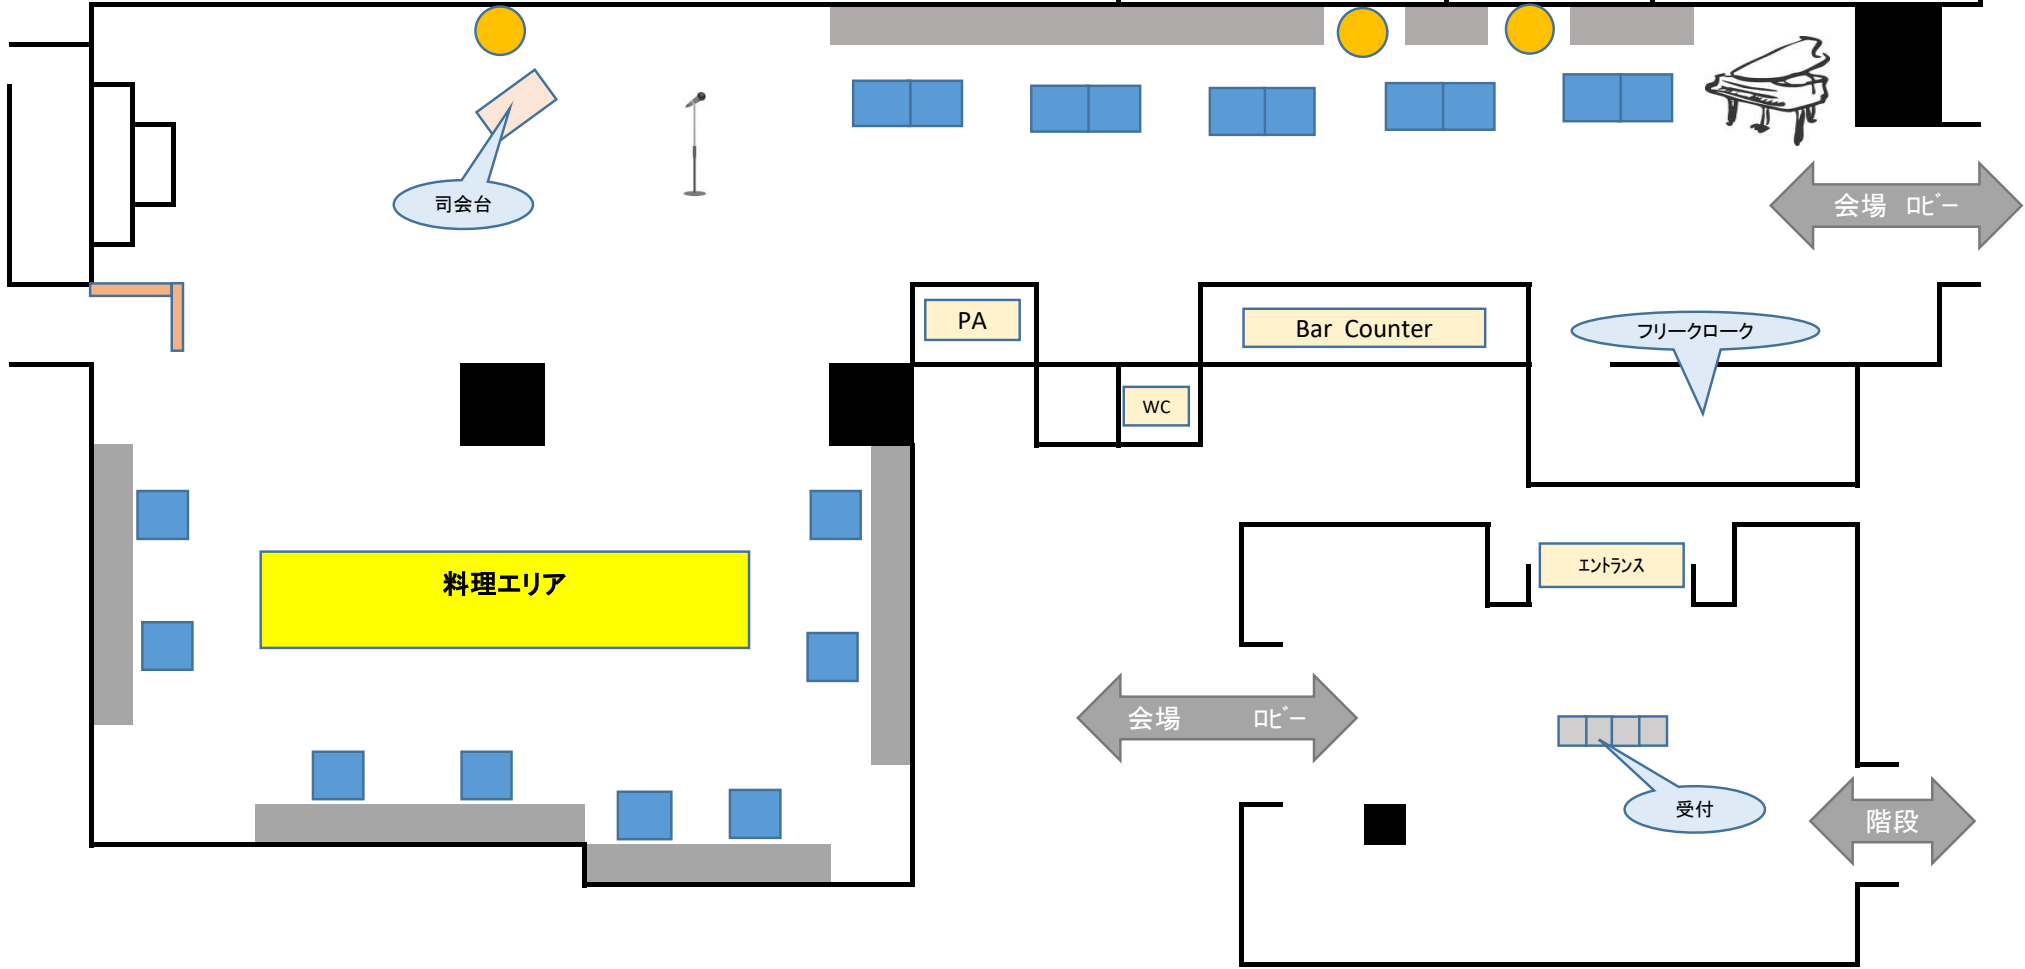 司会台
会場 ﾛﾋﾞｰ
PA
Bar Counter
フリークローク
WC
エントランス
料理エリア
会場 ﾛﾋﾞｰ
受付
階段